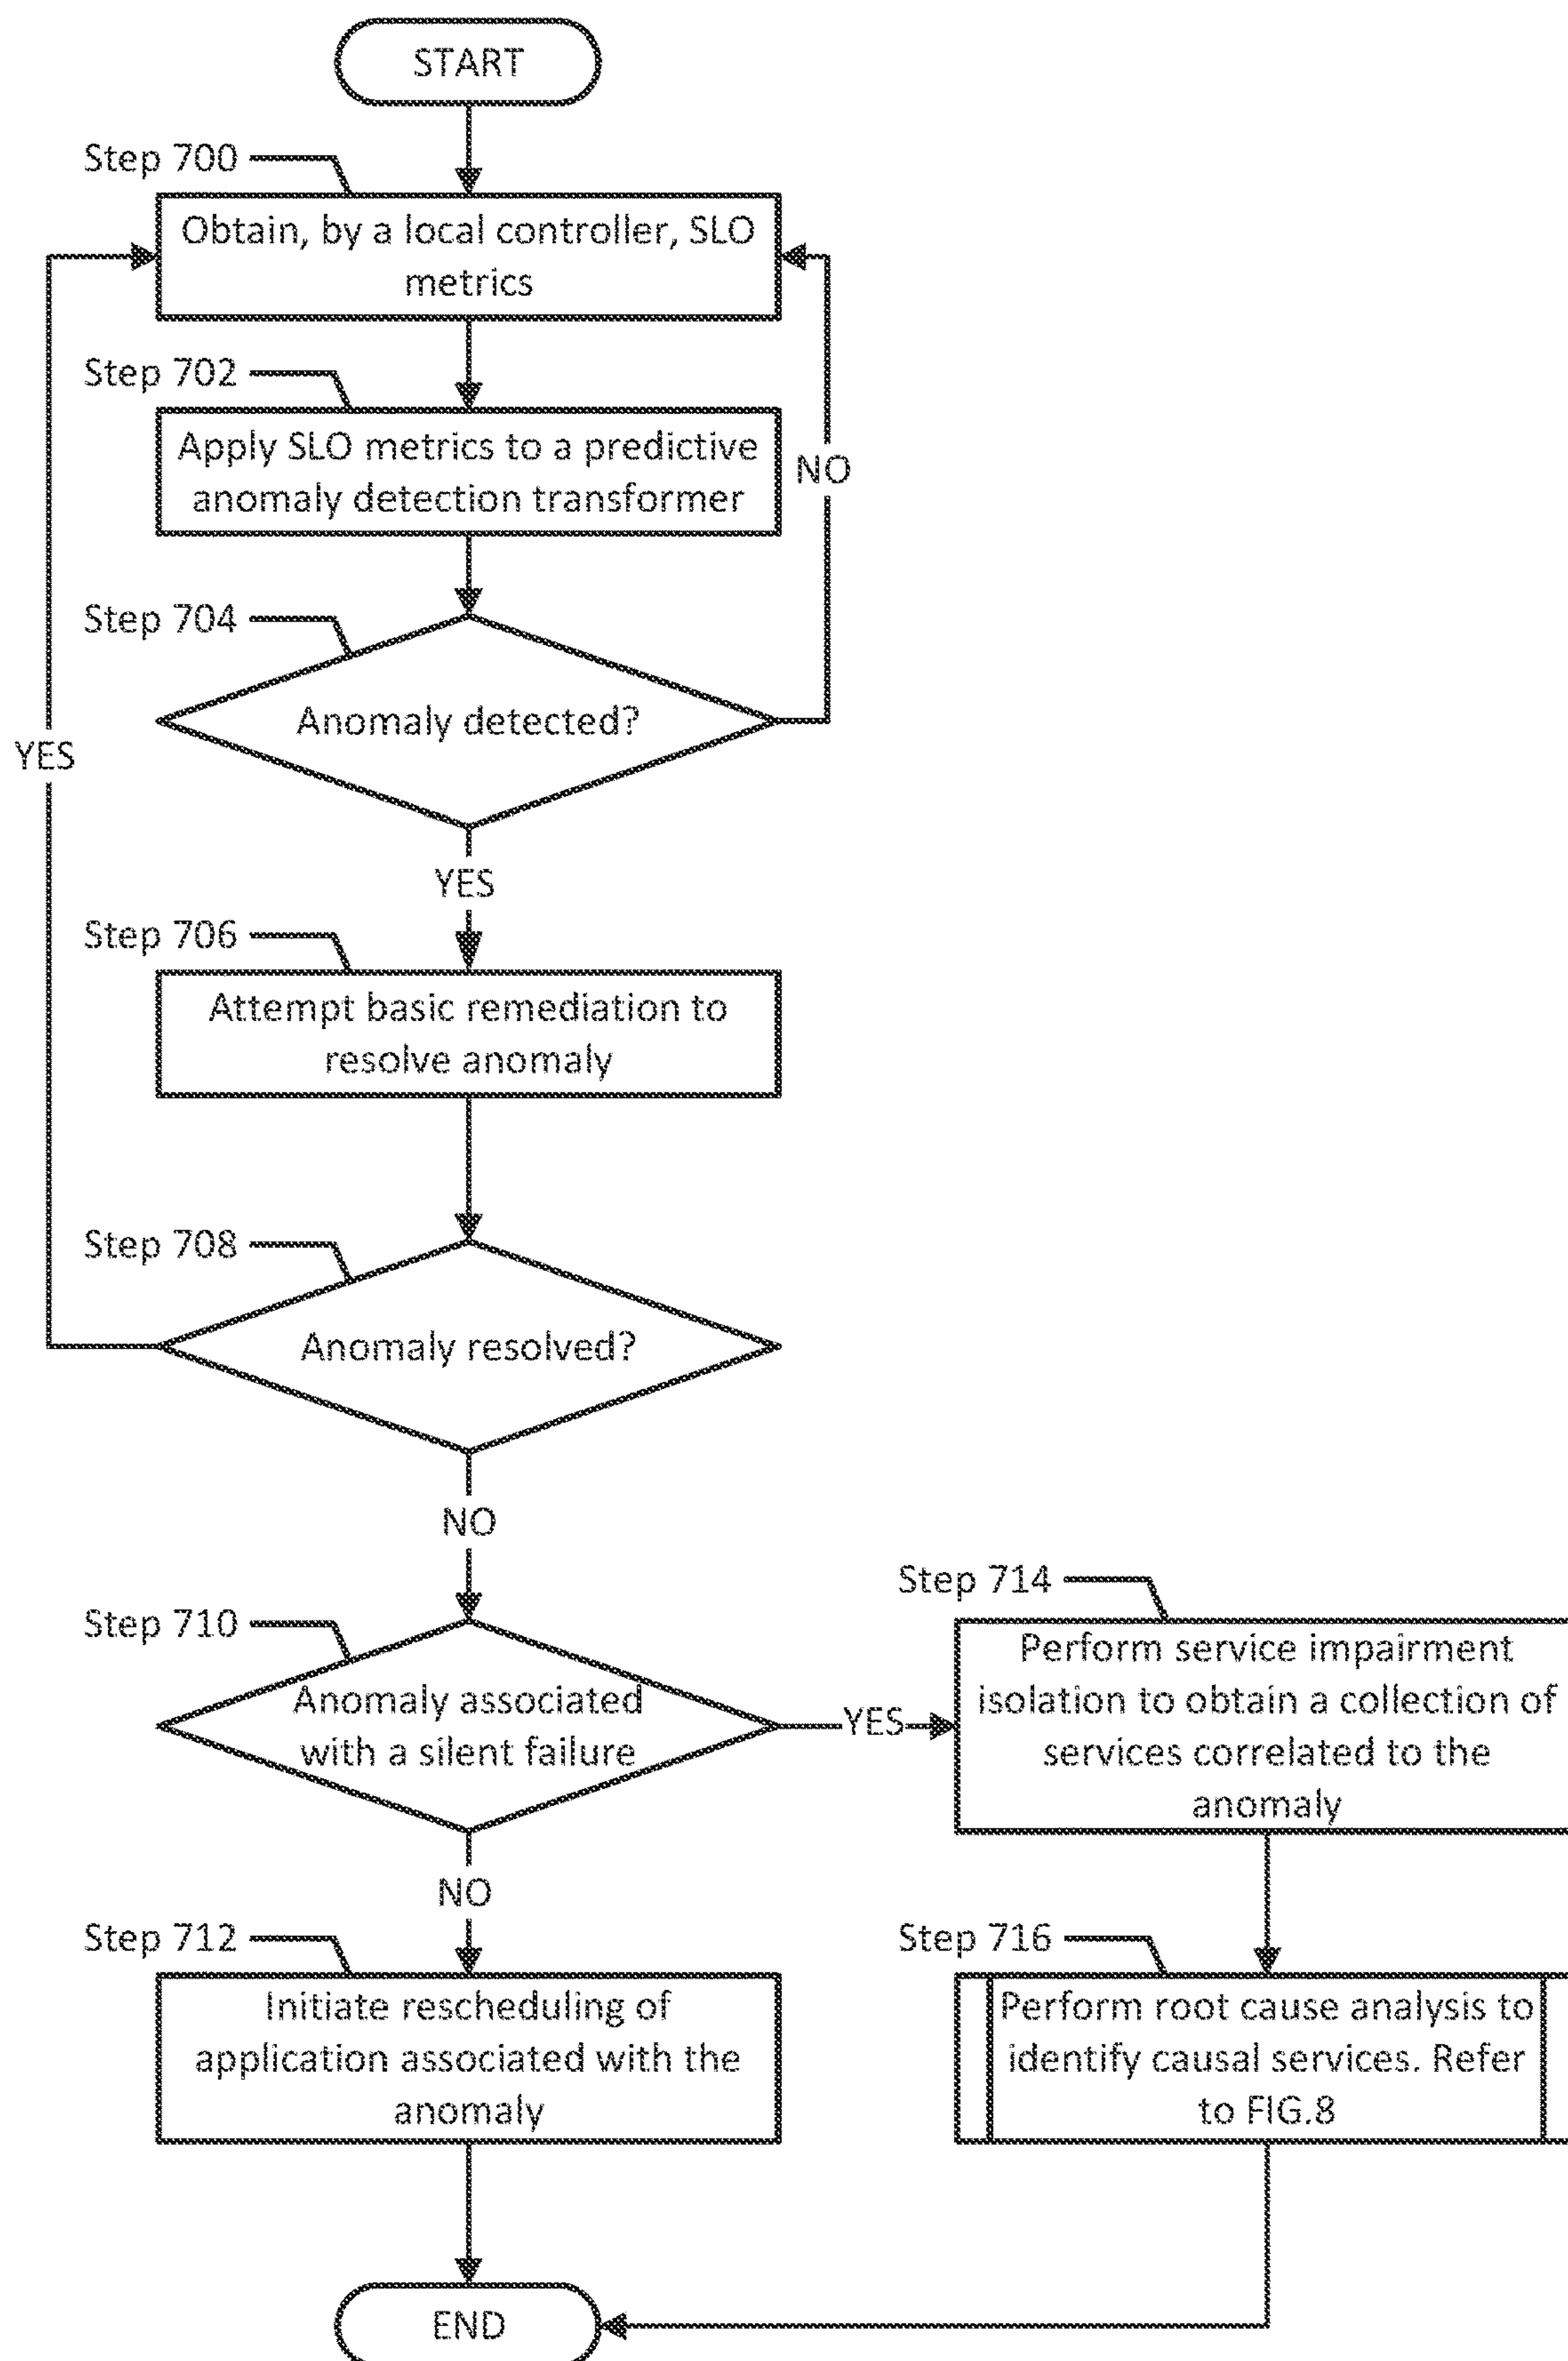 START
Step 700
Obtain, by a local controller, SLO
metrics
Step 702
Apply SLO metrics to a predictive
anomaly detection transformer
NO
Step 704
Anomaly detected?
YES
YES
Step 706
Attempt basic remediation to
resolve anomaly
Step 708
Anomaly resolved?
NO
Step 710
Anomaly associated
with a silent failure
YES
Step 714
Perform service impairment
isolation to obtain a collection of
services correlated to the
anomaly
NO
Step 712
Initiate rescheduling of
application associated with the
anomaly
Step 716
Perform root cause analysis to
identify causal services. Refer
to FIG.8
END